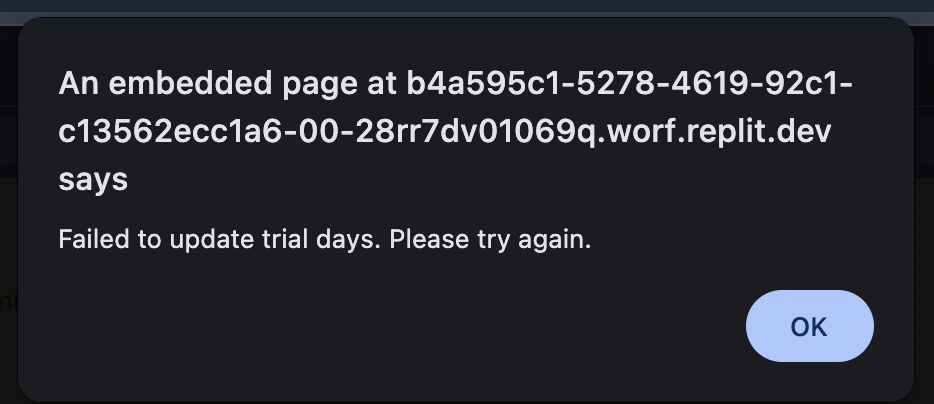 An embedded page at b4a595c1-5278-4619-92c1-
c13562ecc1a6-00-28rr7dv01069q.worf.replit.dev
says
Failed to update trial days. Please try again.
OK